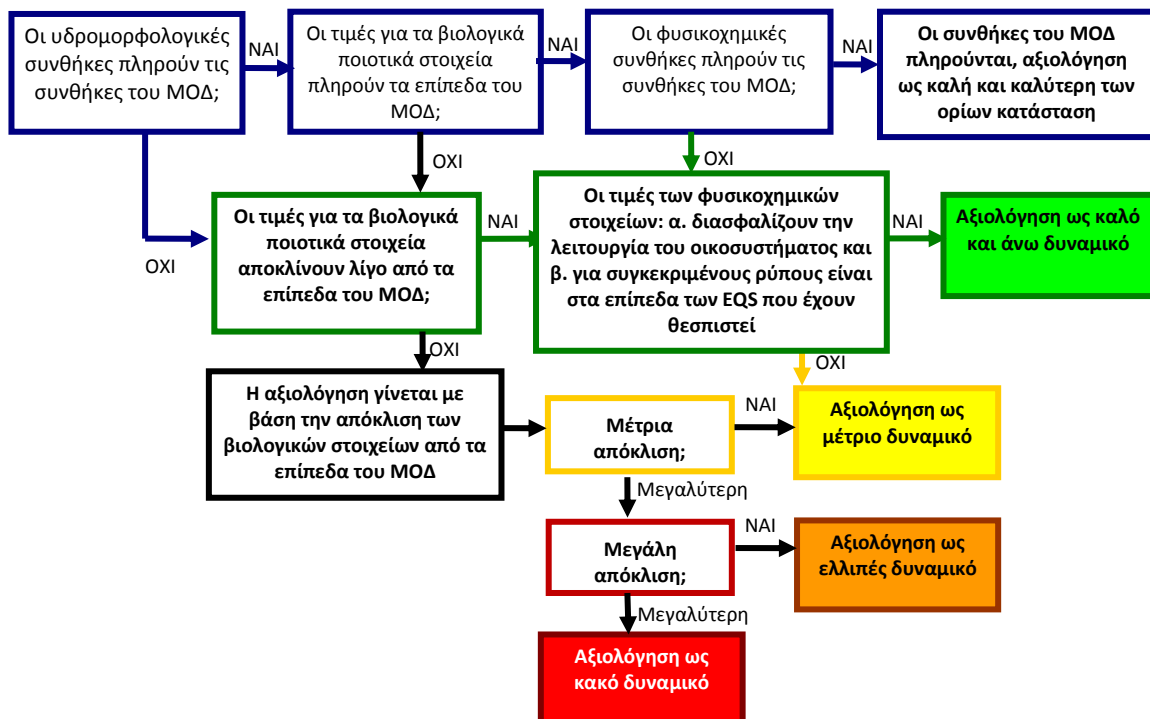 Οι υδρομορφολογικές
συνθήκες πληρούν τις
συνθήκες του ΜΟΔ;
ΝΑΙ
Οι τιμές για τα βιολογικά
ποιοτικά στοιχεία
πληρούν τα επίπεδα του
ΜΟΔ;
ΝΑΙ
Οι φυσικοχημικές
συνθήκες πληρούν τις
συνθήκες του ΜΟΔ;
ΝΑΙ
Οι συνθήκες του ΜΟΔ
πληρούνται, αξιολόγηση
ως καλή και καλύτερη των
ορίων κατάσταση
ΟΧΙ
ΟΧΙ
ΟΧΙ
Οι τιμές για τα βιολογικά
ποιοτικά στοιχεία
αποκλίνουν λίγο από τα
επίπεδα του ΜΟΔ;
ΝΑΙ
Οι τιμές των φυσικοχημικών
στοιχείων: α. διασφαλίζουν την
λειτουργία του οικοσυστήματος και
β. για συγκεκριμένους ρύπους είναι
στα επίπεδα των EQS που έχουν
θεσπιστεί
ΝΑΙ
Αξιολόγηση ως καλό
και άνω δυναμικό
ΟΧΙ
ΟΧΙ
Η αξιολόγηση γίνεται με
βάση την απόκλιση των
βιολογικών στοιχείων από τα
επίπεδα του ΜΟΔ
Μέτρια
απόκλιση;
ΝΑΙ
Αξιολόγηση ως
μέτριο δυναμικό
Μεγαλύτερη
Μεγάλη
απόκλιση;
ΝΑΙ
Αξιολόγηση ως
ελλιπές δυναμικό
Μεγαλύτερη
Αξιολόγηση ως
κακό δυναμικό